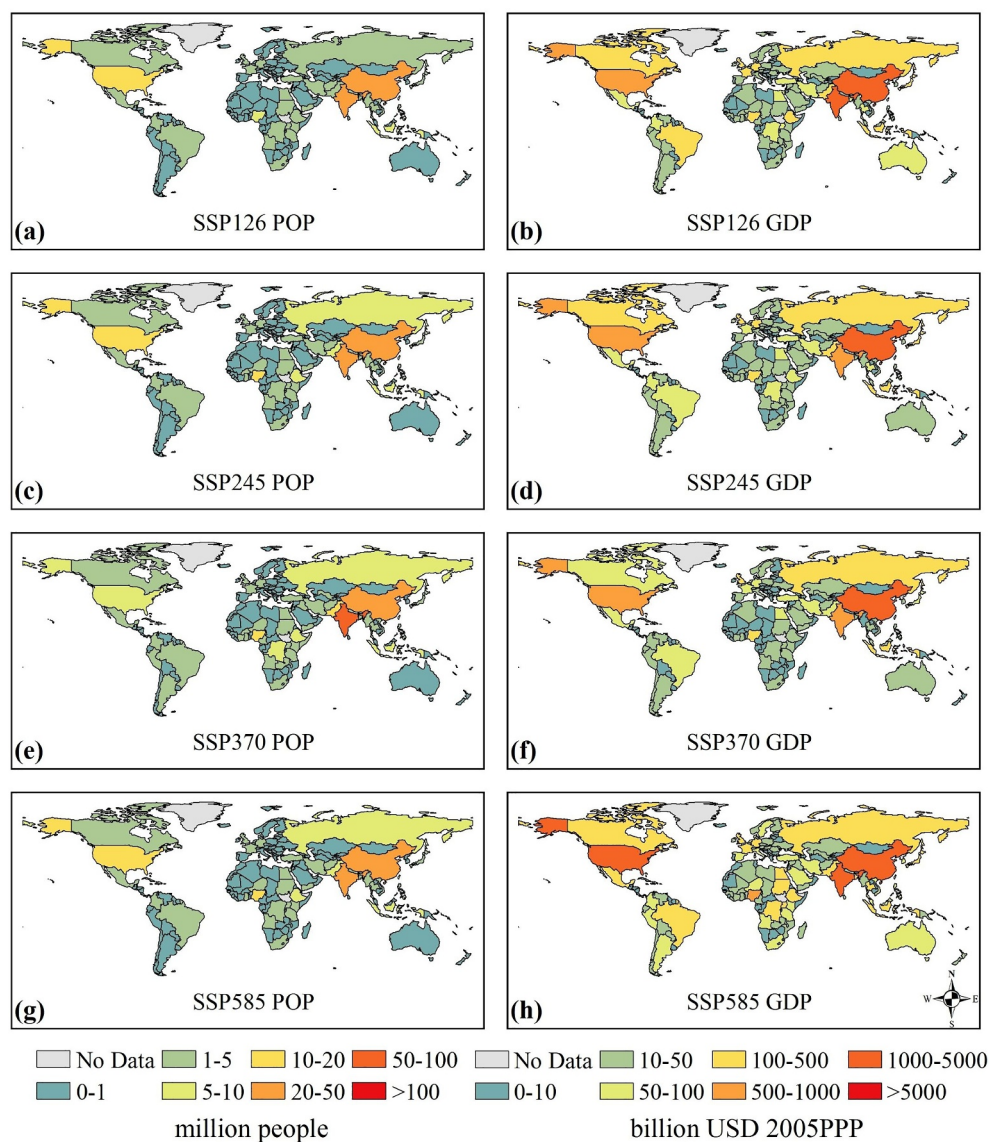 (a) SSP126 POP
(b) SSP126 GDP
(c) SSP245 POP
(d) SSP245 GDP
(e) SSP370 POP
(f) SSP370 GDP
(g) SSP585 POP
(h) SSP585 GDP
N
W E
S
No Data 1-5 10-20 50-100
0-1 5-10 20-50 >100
million people
No Data 10-50 100-500 1000-5000
0-10 50-100 500-1000 >5000
billion USD 2005PPP